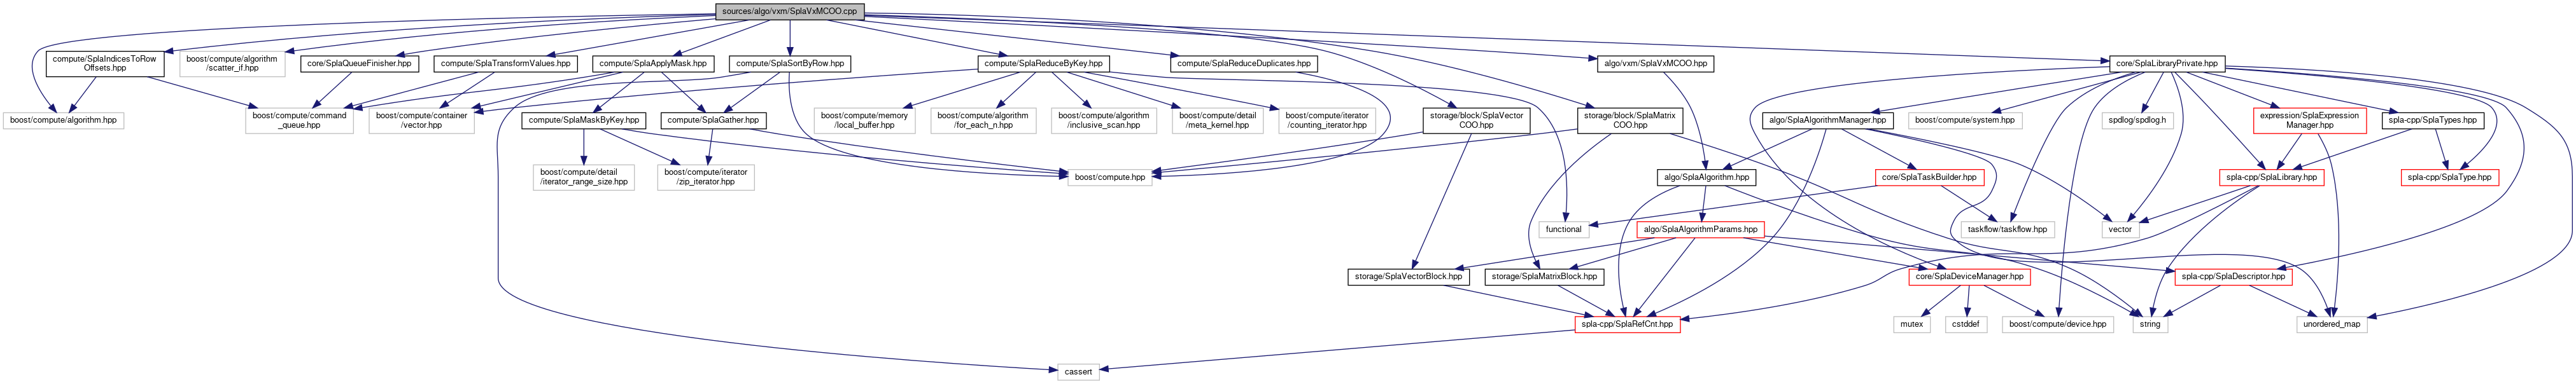 sources/algo/vxm/SplaVxMCOO.cpp
compute/SplaIndicesToRow
Offsets.hpp
boost/compute/algorithm
/scatter_if.hpp
core/SplaQueueFinisher.hpp
compute/SplaTransformValues.hpp
compute/SplaApplyMask.hpp
compute/SplaSortByRow.hpp
compute/SplaReduceByKey.hpp
compute/SplaReduceDuplicates.hpp
algo/vxm/SplaVxMCOO.hpp
core/SplaLibraryPrivate.hpp
boost/compute/algorithm.hpp
boost/compute/command
_queue.hpp
boost/compute/container
/vector.hpp
compute/SplaMaskByKey.hpp
compute/SplaGather.hpp
boost/compute/memory
/local_buffer.hpp
boost/compute/algorithm
/for_each_n.hpp
boost/compute/algorithm
/inclusive_scan.hpp
boost/compute/detail
/meta_kernel.hpp
boost/compute/iterator
/counting_iterator.hpp
storage/block/SplaVector
COO.hpp
storage/block/SplaMatrix
COO.hpp
algo/SplaAlgorithmManager.hpp
boost/compute/system.hpp
spdlog/spdlog.h
expression/SplaExpression
Manager.hpp
spla-cpp/SplaTypes.hpp
boost/compute/detail
/iterator_range_size.hpp
boost/compute/iterator
/zip_iterator.hpp
boost/compute.hpp
algo/SplaAlgorithm.hpp
core/SplaTaskBuilder.hpp
spla-cpp/SplaLibrary.hpp
spla-cpp/SplaType.hpp
functional
algo/SplaAlgorithmParams.hpp
taskflow/taskflow.hpp
vector
storage/SplaVectorBlock.hpp
storage/SplaMatrixBlock.hpp
core/SplaDeviceManager.hpp
spla-cpp/SplaDescriptor.hpp
spla-cpp/SplaRefCnt.hpp
mutex
cstddef
boost/compute/device.hpp
string
unordered_map
cassert